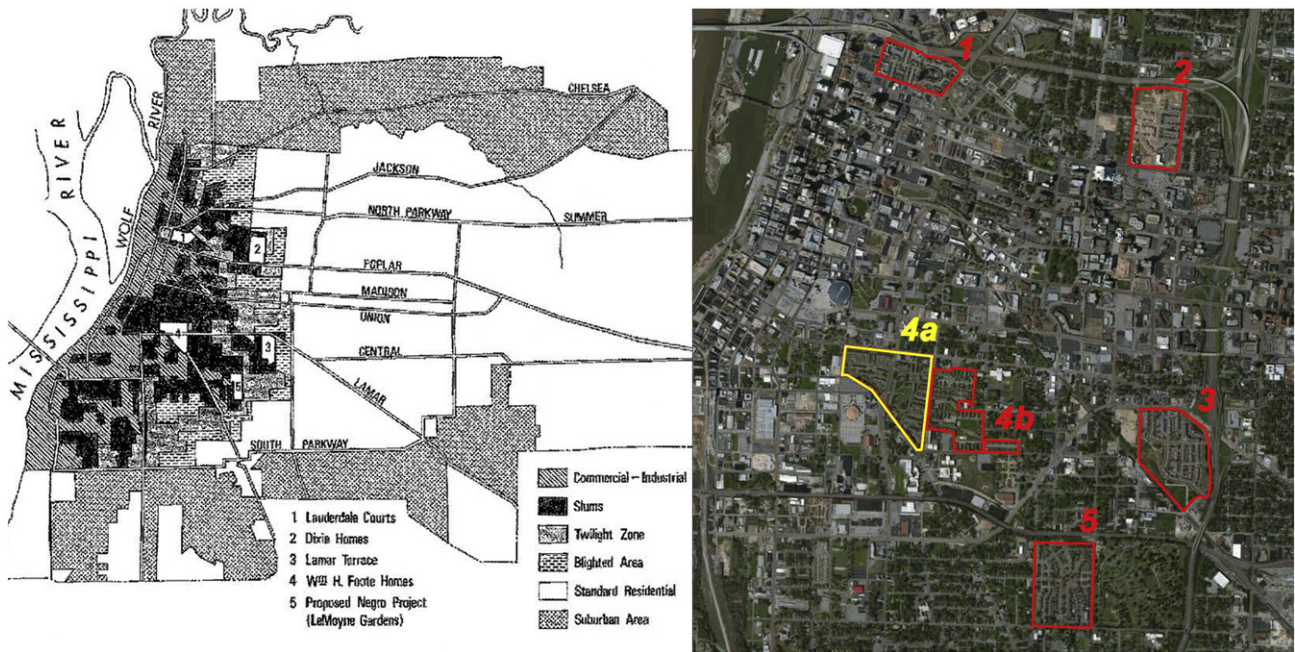 CHELSEA
RIVER
RIVER
MISSISSIPPI
WOLF
JACKSON
NORTH PARKWAY
SUMMER
POPLAR
MADISON
UNION
CENTRAL
LAMAR
SOUTH PARKWAY
1
2
3
4
5
1 Lauderdale Courts
2 Dixie Homes
3 Lamar Terrace
4 Wm H. Foote Homes
5 Proposed Negro Project
(LeMoyne Gardens)
Commercial - Industrial
Slums
Twilight Zone
Blighted Area
Standard Residential
Suburban Area
1
2
4a
4b
3
5